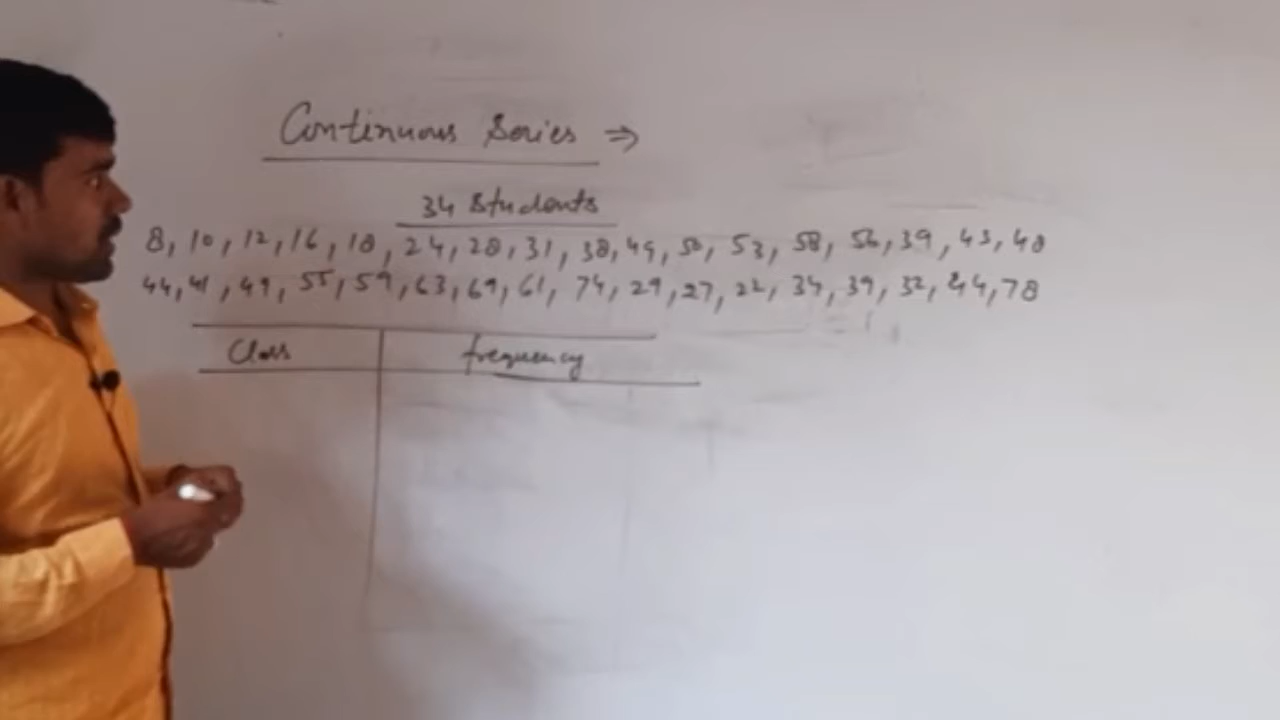 Continuous Series ⇒
34 Students
8, 10, 12, 16, 18, 24, 28, 31, 38, 49, 50, 53, 58, 56, 39, 43, 48
44, 41, 49, 55, 59, 63, 69, 61, 74, 29, 27, 22, 34, 39, 32, 44, 78
Class frequency